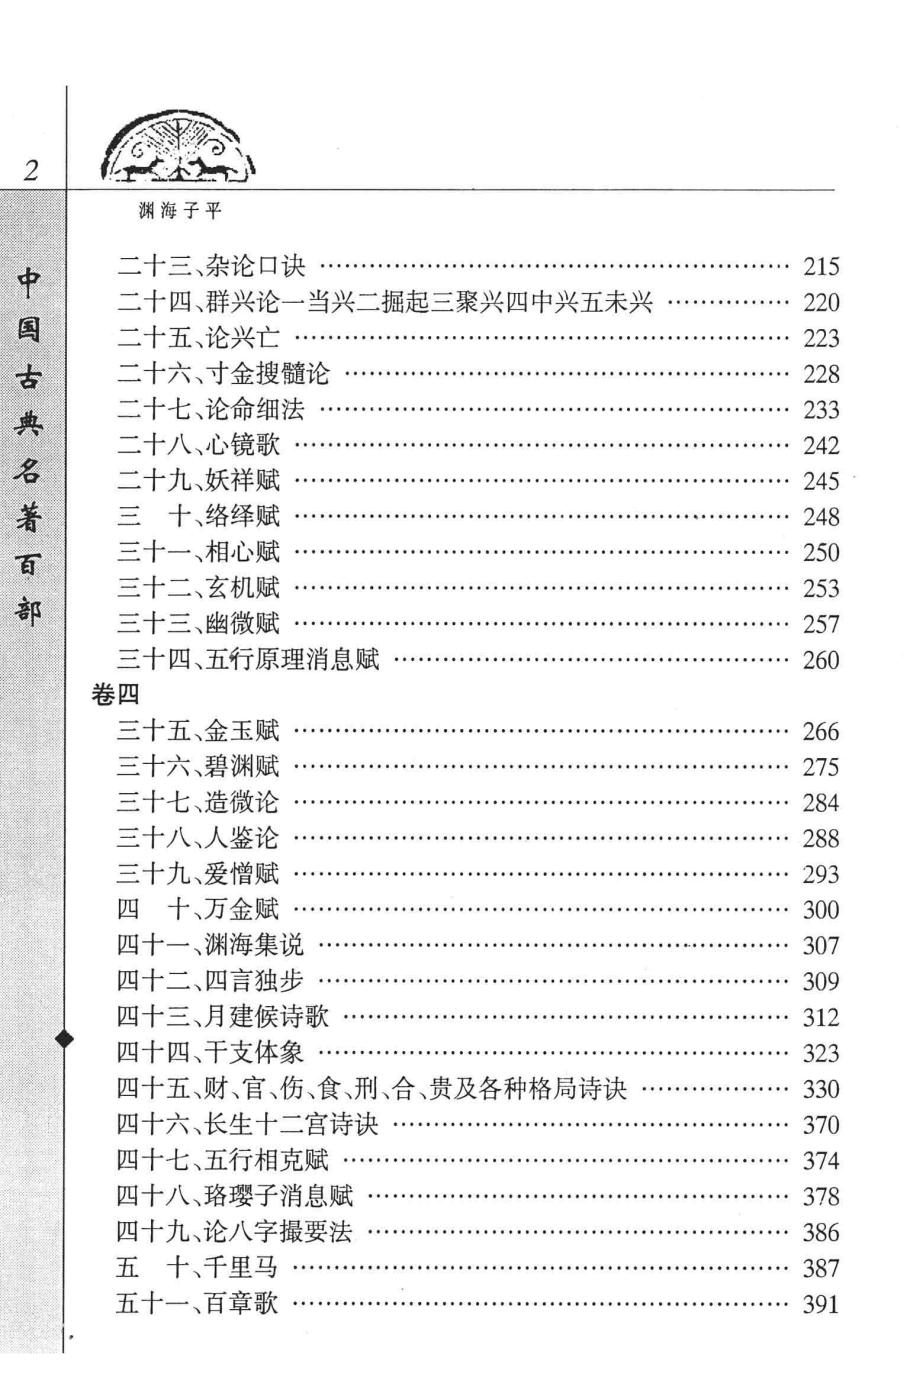 2
渊海子平
中国古典名著百部
二十三、杂论口诀 …………………… 215
二十四、群兴论一当兴二掘起三聚兴四中兴五未兴 …………… 220
二十五、论兴亡 …………………… 223
二十六、寸金搜髓论 …………………… 228
二十七、论命细法 …………………… 233
二十八、心镜歌 …………………… 242
二十九、妖祥赋 …………………… 245
三　十、络绎赋 …………………… 248
三十一、相心赋 …………………… 250
三十二、玄机赋 …………………… 253
三十三、幽微赋 …………………… 257
三十四、五行原理消息赋 …………………… 260
卷四
三十五、金玉赋 …………………… 266
三十六、碧渊赋 …………………… 275
三十七、造微论 …………………… 284
三十八、人鉴论 …………………… 288
三十九、爱憎赋 …………………… 293
四　十、万金赋 …………………… 300
四十一、渊海集说 …………………… 307
四十二、四言独步 …………………… 309
四十三、月建候诗歌 …………………… 312
四十四、干支体象 …………………… 323
四十五、财、官、伤、食、刑、合、贵及各种格局诗诀 ……………… 330
四十六、长生十二宫诗诀 …………………… 370
四十七、五行相克赋 …………………… 374
四十八、珞璎子消息赋 …………………… 378
四十九、论八字撮要法 …………………… 386
五　十、千里马 …………………… 387
五十一、百章歌 …………………… 391